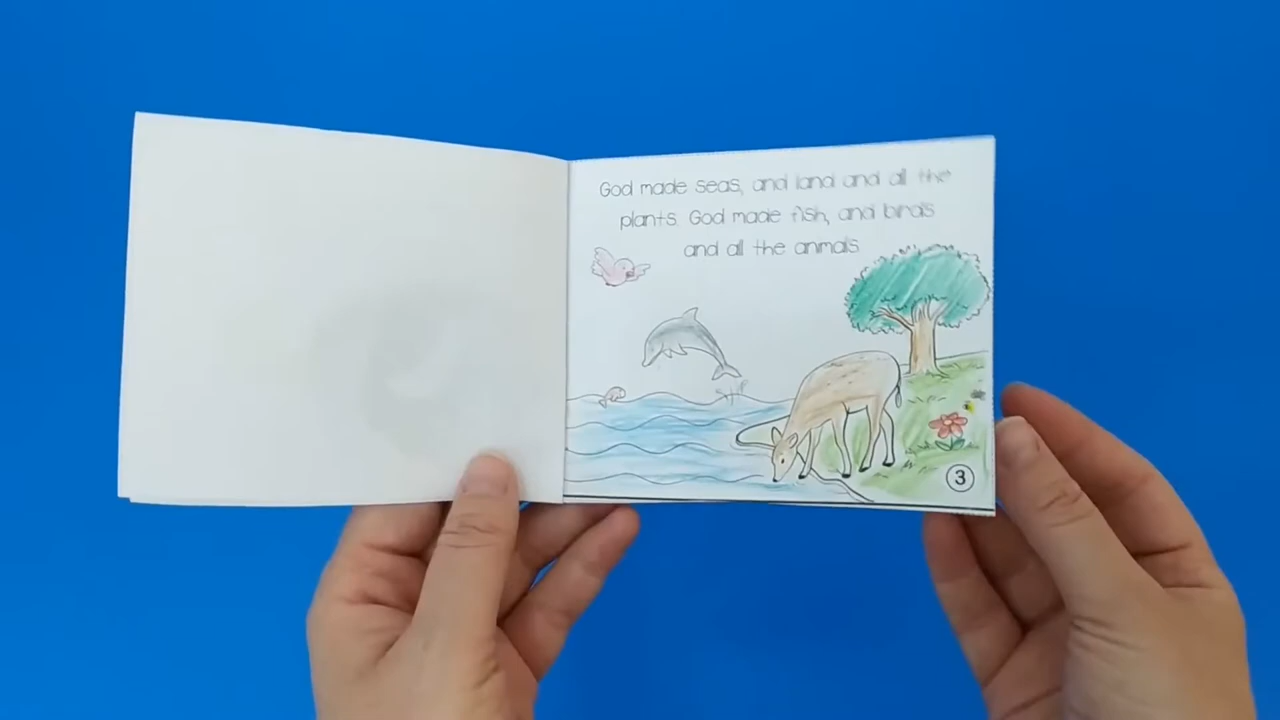 God made seas, and land and all the
plants. God made fish, and birds
and all the animals.
3